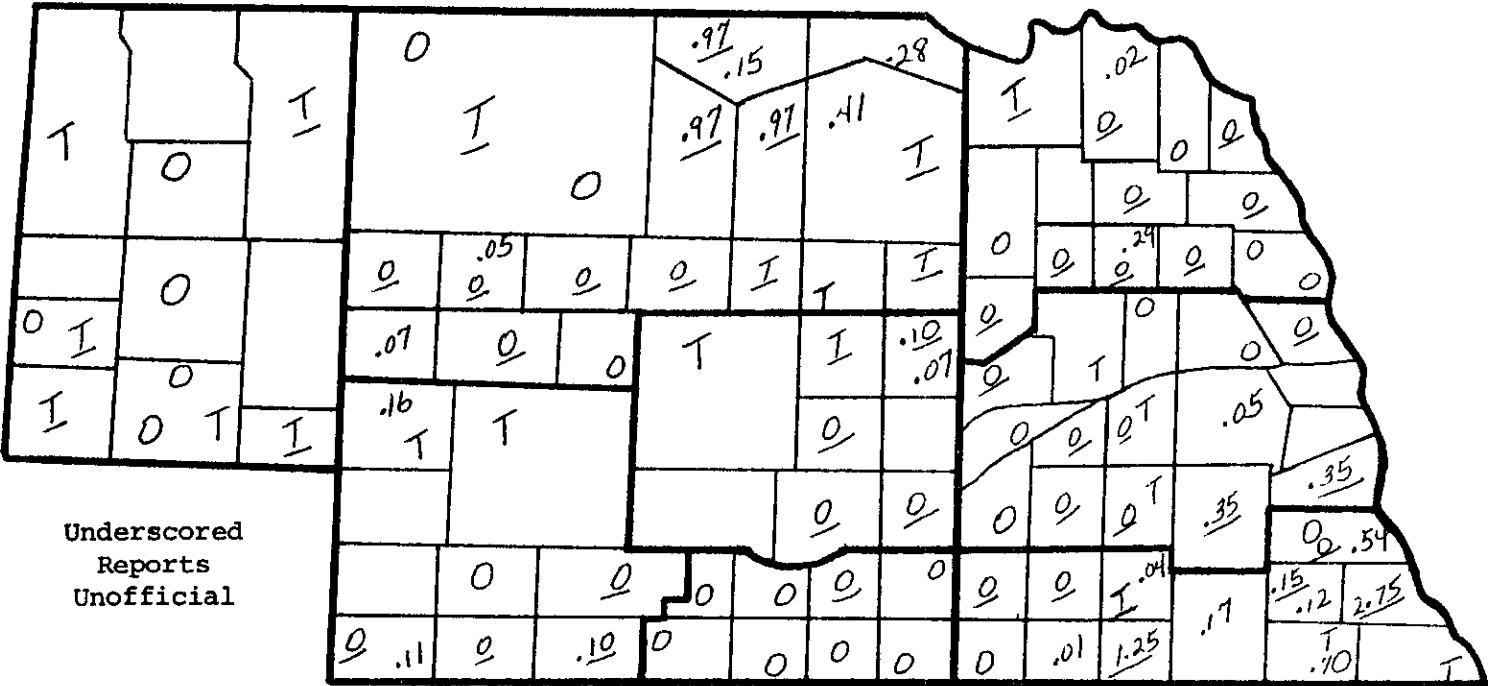 O .97 .28 .02
.15
T T T
T .97 .97 .41 O
O T O O
O O O O
.05 .29
O O O O O T T O O O O O
T O
O T .07 O O T T .10 O O O
.07 T O
O .16 O .05
T O T T T T O O O O T
.35
O O O O O T .35
O O .54
O O O O O O O O T .04 .15 .12 2.75
.17
O .11 O .10 O O O O O .01 1.25 T
.70 T
Underscored
Reports
Unofficial